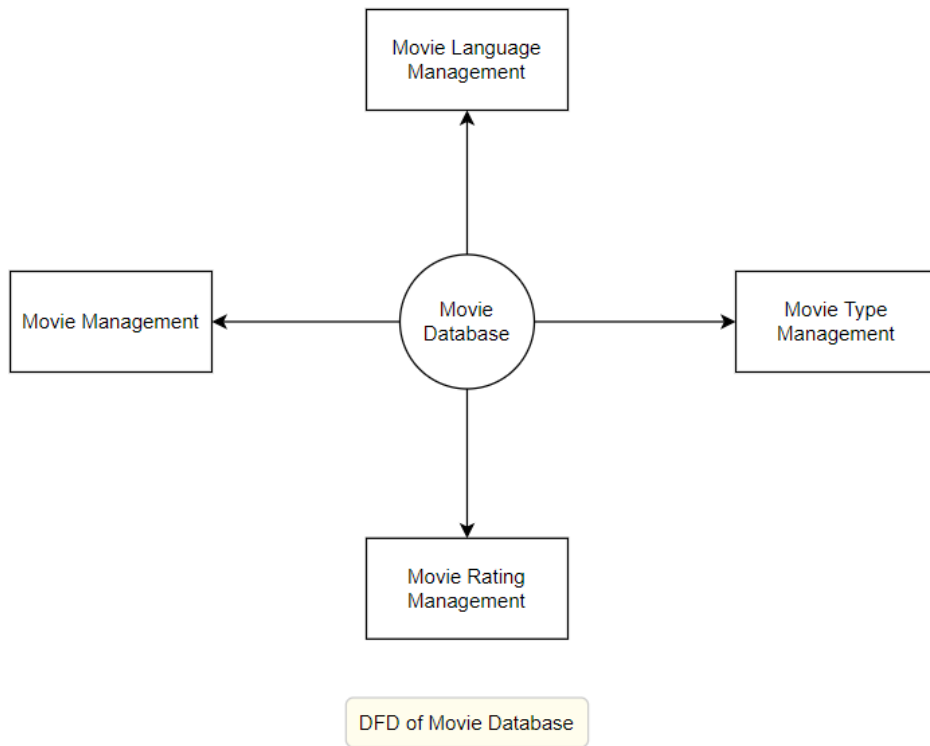 Movie Language
Management
Movie Management
Movie
Database
Movie Type
Management
Movie Rating
Management
DFD of Movie Database